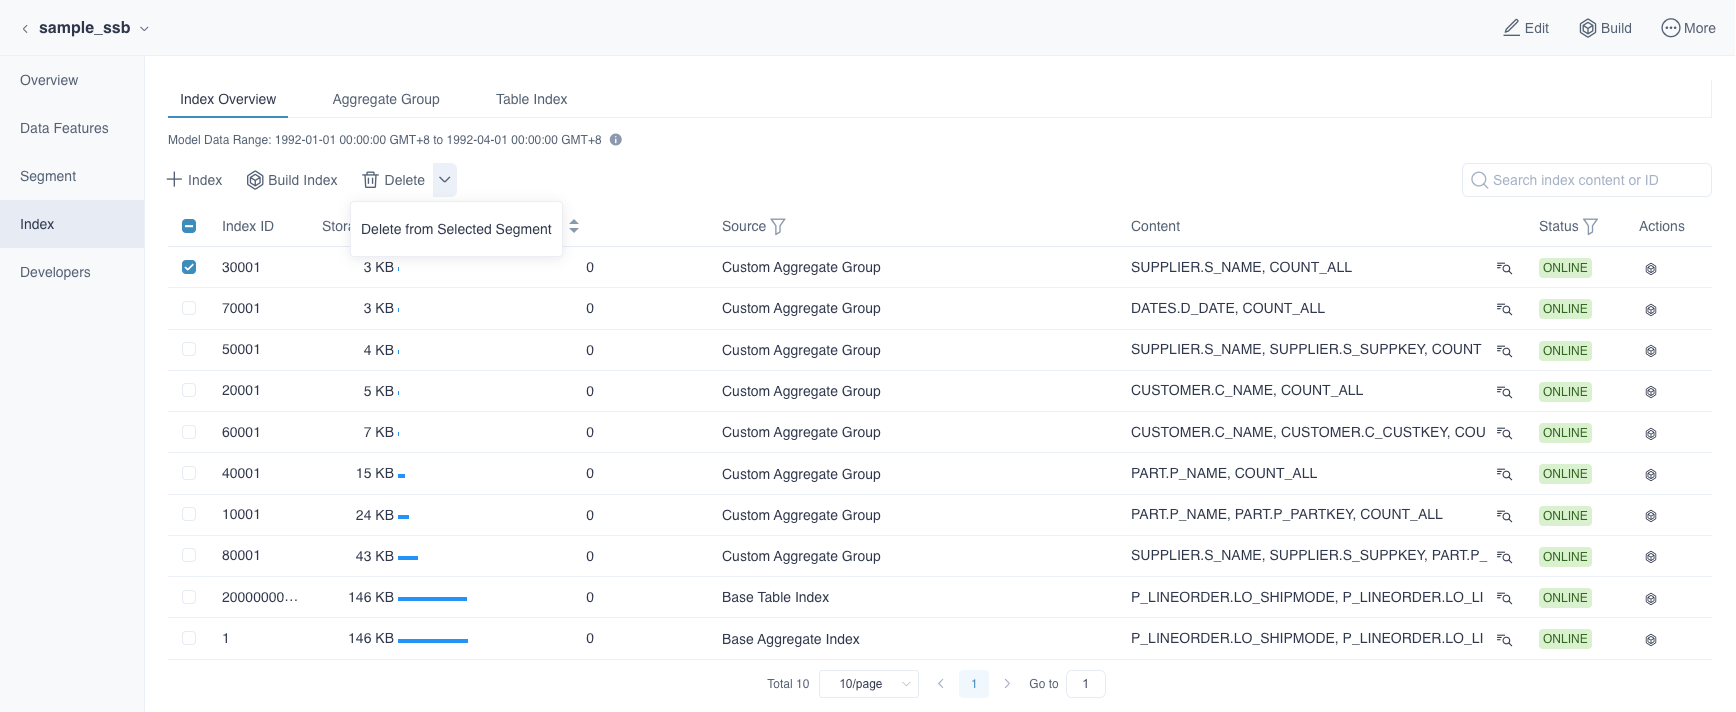 sample_ssb
Edit
Build
More
Overview
Data Features
Segment
Index
Developers
Index Overview
Aggregate Group
Table Index
Model Data Range: 1992-01-01 00:00:00 GMT+8 to 1992-04-01 00:00:00 GMT+8
Index
Build Index
Delete
Search index content or ID
Delete from Selected Segment
Index ID Source Content Status Actions
30001 3 KB 0 Custom Aggregate Group SUPPLIER.S_NAME, COUNT_ALL ONLINE
70001 3 KB 0 Custom Aggregate Group DATES.D_DATE, COUNT_ALL ONLINE
50001 4 KB 0 Custom Aggregate Group SUPPLIER.S_NAME, SUPPLIER.S_SUPPKEY, COUNT ONLINE
20001 5 KB 0 Custom Aggregate Group CUSTOMER.C_NAME, COUNT_ALL ONLINE
60001 7 KB 0 Custom Aggregate Group CUSTOMER.C_NAME, CUSTOMER.C_CUSTKEY, COU ONLINE
40001 15 KB 0 Custom Aggregate Group PART.P_NAME, COUNT_ALL ONLINE
10001 24 KB 0 Custom Aggregate Group PART.P_NAME, PART.P_PARTKEY, COUNT_ALL ONLINE
80001 43 KB 0 Custom Aggregate Group SUPPLIER.S_NAME, SUPPLIER.S_SUPPKEY, PART.P_ ONLINE
20000000... 146 KB 0 Base Table Index P_LINEORDER.LO_SHIPMODE, P_LINEORDER.LO_LI ONLINE
1 146 KB 0 Base Aggregate Index P_LINEORDER.LO_SHIPMODE, P_LINEORDER.LO_LI ONLINE
Total 10 10/page 1 Go to 1